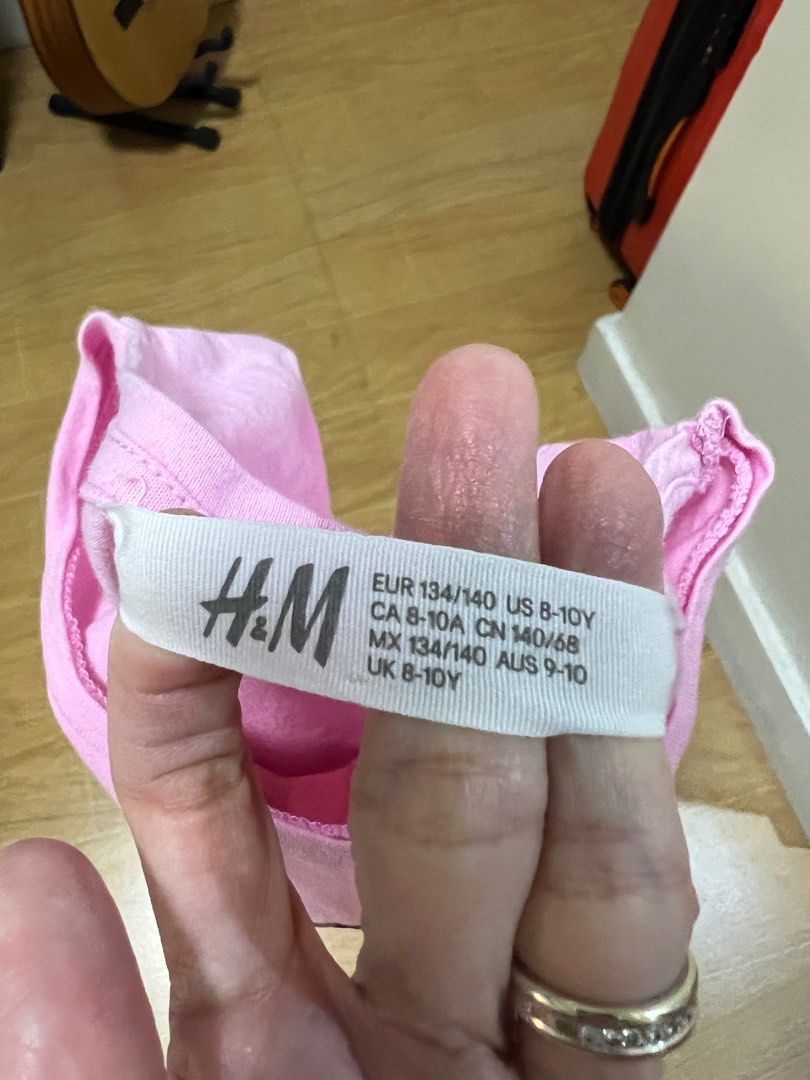 H&M
EUR 134/140 US 8-10Y
CA 8-10A CN 140/68
MX 134/140 AUS 9-10
UK 8-10Y